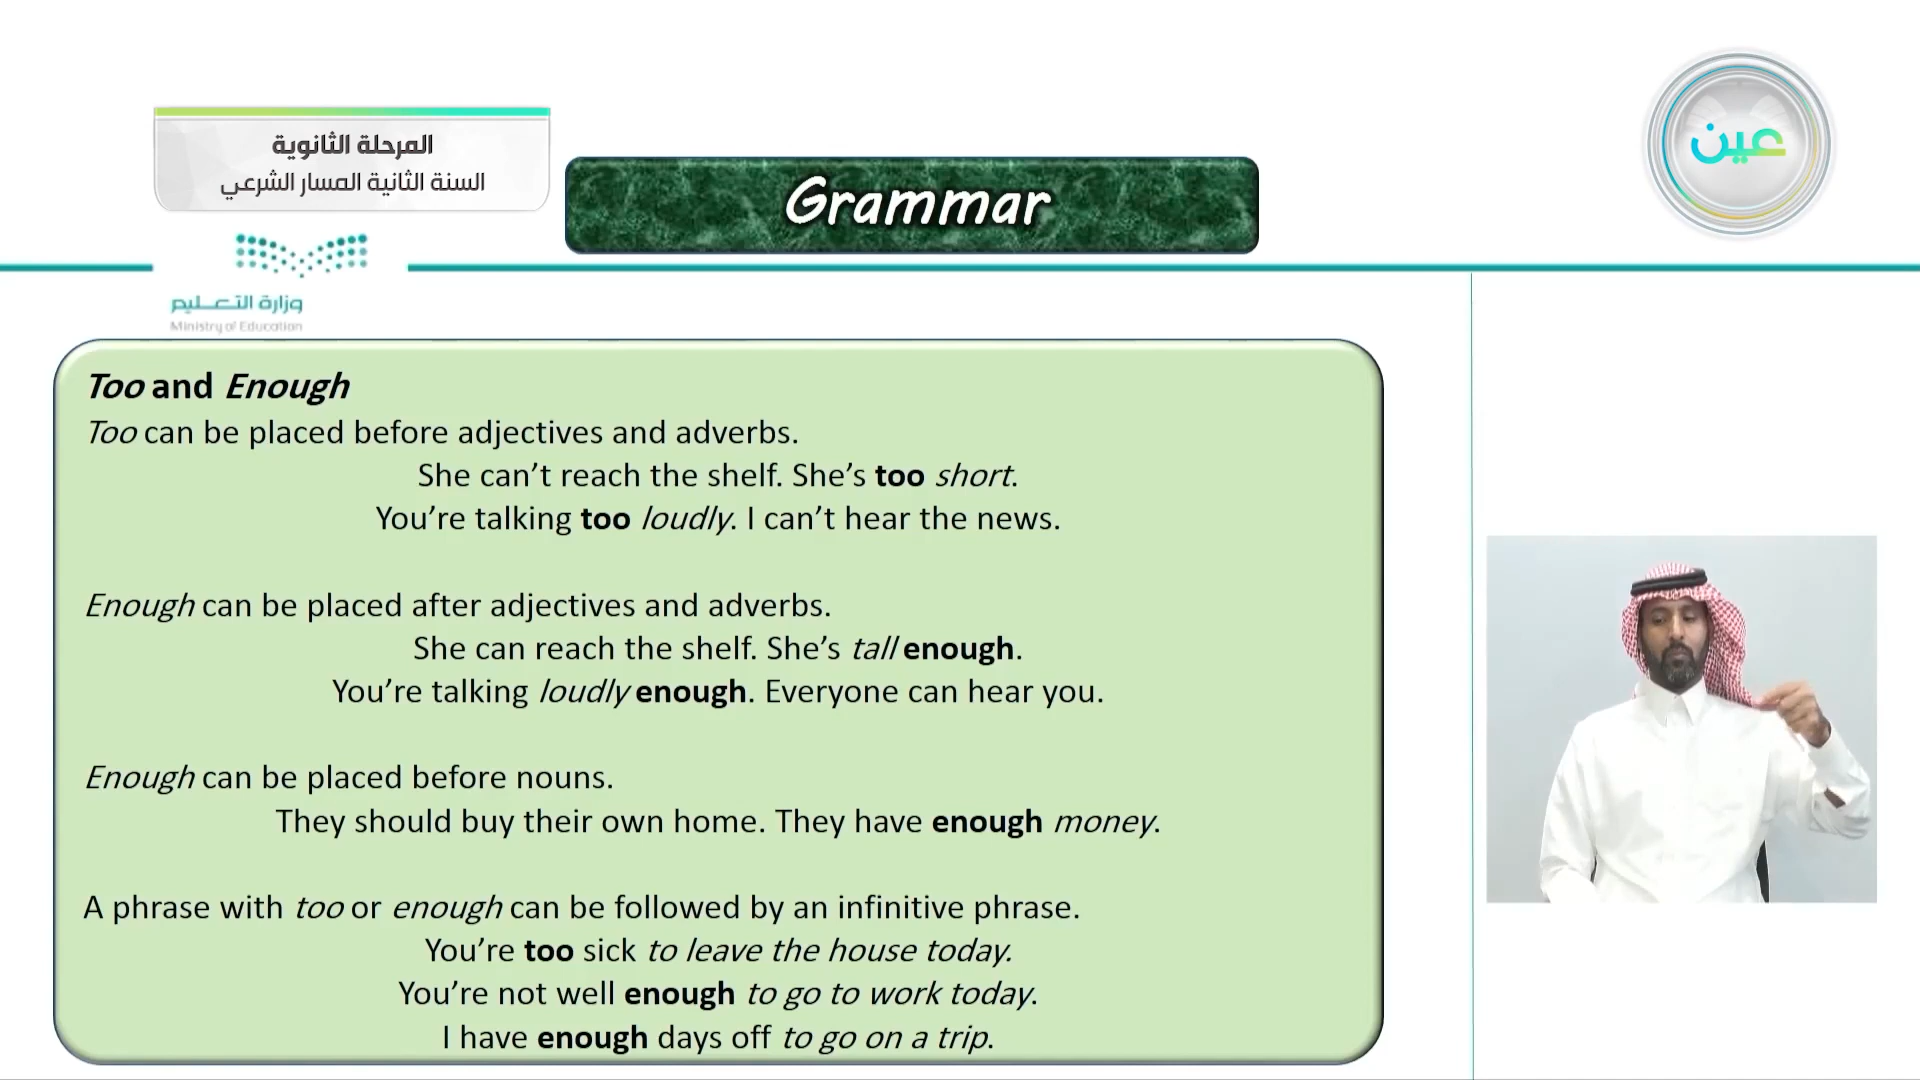 المرحلة الثانوية
السنة الثانية المسار الشرعي
Grammar
عين
وزارة التعليم
Ministry of Education
Too and Enough
Too can be placed before adjectives and adverbs.
She can’t reach the shelf. She’s too short.
You’re talking too loudly. I can’t hear the news.
Enough can be placed after adjectives and adverbs.
She can reach the shelf. She’s tall enough.
You’re talking loudly enough. Everyone can hear you.
Enough can be placed before nouns.
They should buy their own home. They have enough money.
A phrase with too or enough can be followed by an infinitive phrase.
You’re too sick to leave the house today.
You’re not well enough to go to work today.
I have enough days off to go on a trip.